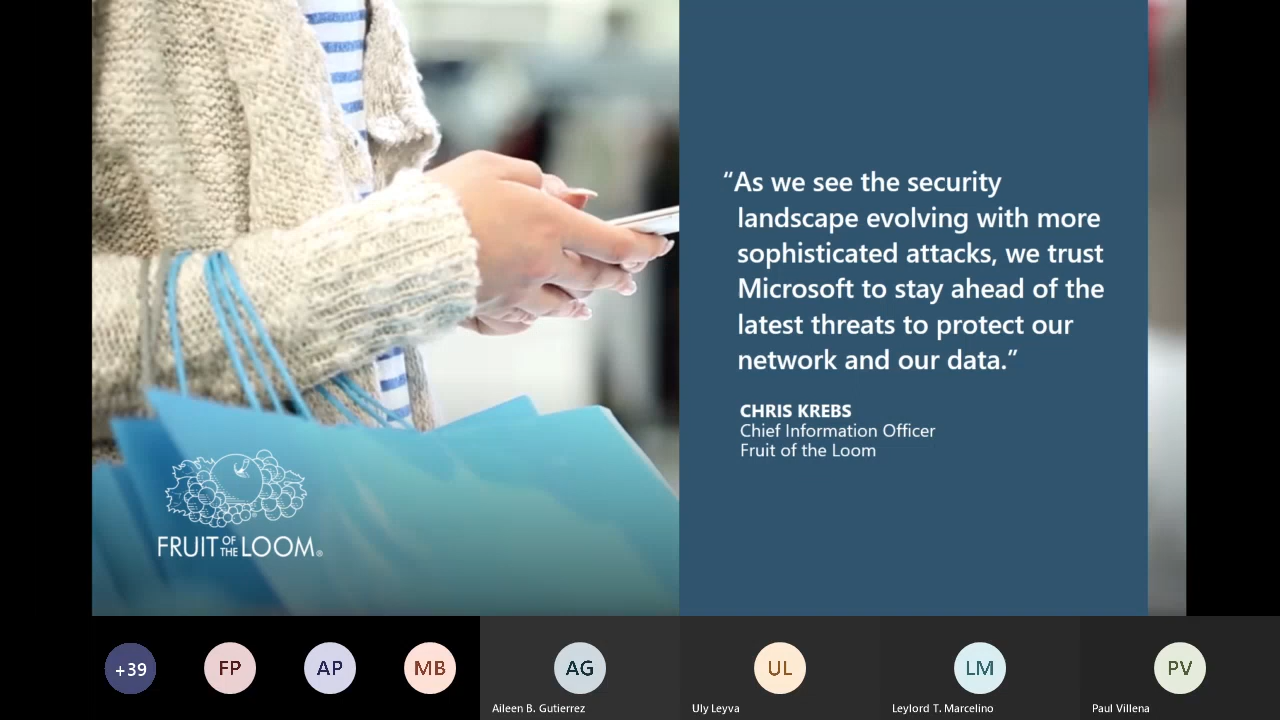 “As we see the security
landscape evolving with more
sophisticated attacks, we trust
Microsoft to stay ahead of the
latest threats to protect our
network and our data.”
CHRIS KREBS
Chief Information Officer
Fruit of the Loom
FRUIT OF THE LOOM®
+39
FP
AP
MB
AG
UL
LM
PV
Aileen B. Gutierrez
Uly Leyva
Leylord T. Marcelino
Paul Villena